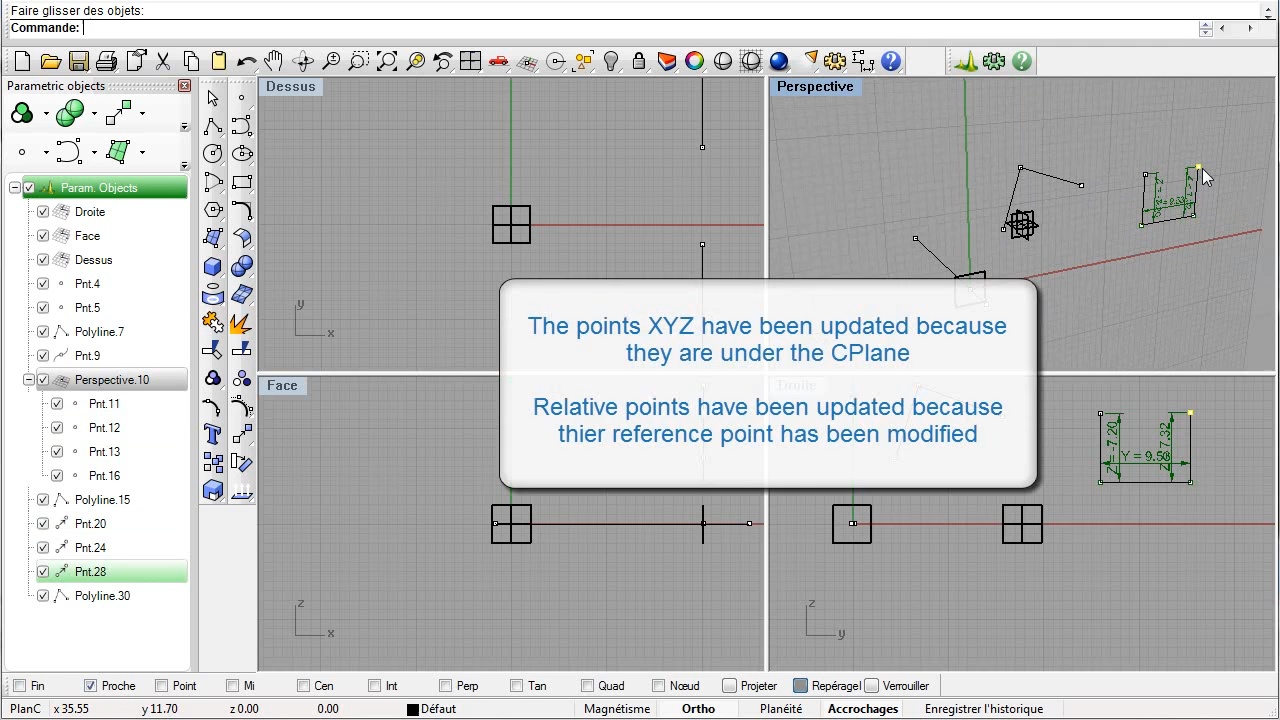 Faire glisser des objets:
Commande:
Parametric objects
Param. Objects
Droite
Face
Dessus
Pnt.4
Pnt.5
Polyline.7
Pnt.9
Perspective.10
Pnt.11
Pnt.12
Pnt.13
Pnt.16
Polyline.15
Pnt.20
Pnt.24
Pnt.28
Polyline.30
Dessus
y
x
Perspective
Face
z
x
Droite
Z = -7.20
Y = 9.58
z
y
The points XYZ have been updated because
they are under the CPlane
Relative points have been updated because
thier reference point has been modified
Fin Proche Point Mi Cen Int Perp Tan Quad Nœud Projeter Repéragel Verrouiller
PlanC x 35.55 y 11.70 z 0.00 0.00 Défaut Magnétisme Ortho Planéité Accrochages Enregistrer l'historique